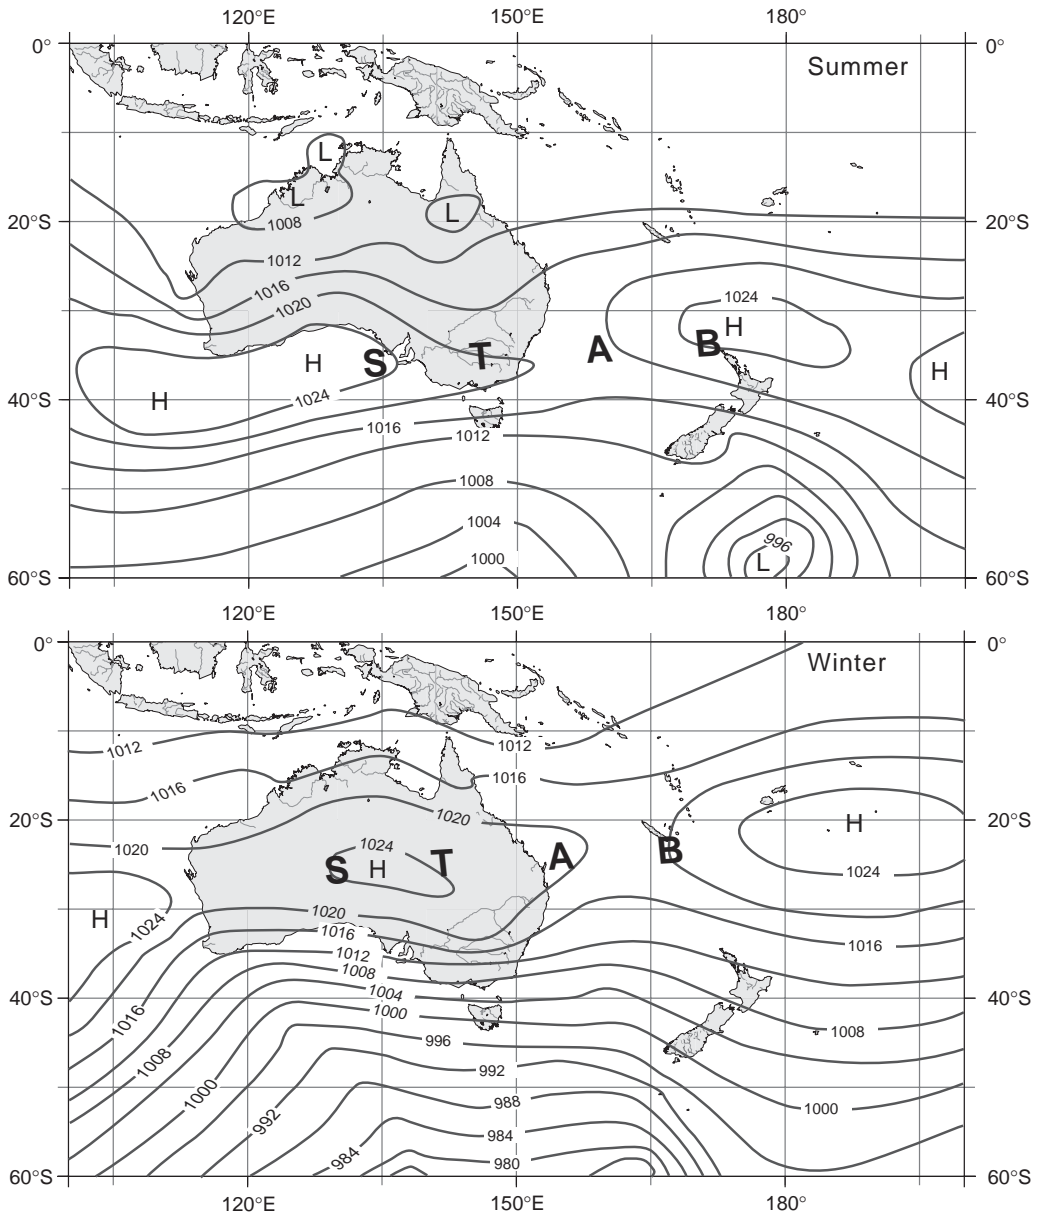 120°E 150°E 180°
0° 0°
Summer
L
L
L
1008
20°S 20°S
1012
1016
1020
1024
H
S T A B
H
H
H
1024
40°S 40°S
1016
1012
1008
1004
1000
996
L
60°S 60°S
120°E 150°E 180°
0° 0°
Winter
1012 1012
1016 1016
1020
20°S 20°S
H
1020
1024
S H T A B
1024
H
1024
1020
1016
1016
1012
1008
1004
40°S 40°S
1000
1016
1008
996
1008
992
1000
988
1000
992
984
984
980
60°S 60°S
120°E 150°E 180°